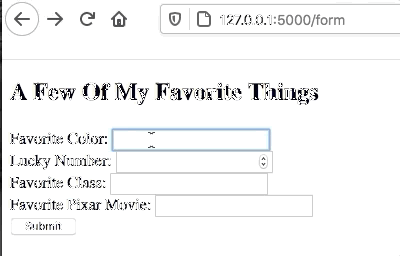 127.0.0.1:5000/form
A Few Of My Favorite Things
Favorite Color:
Lucky Number:
Favorite Class:
Favorite Pixar Movie:
Submit